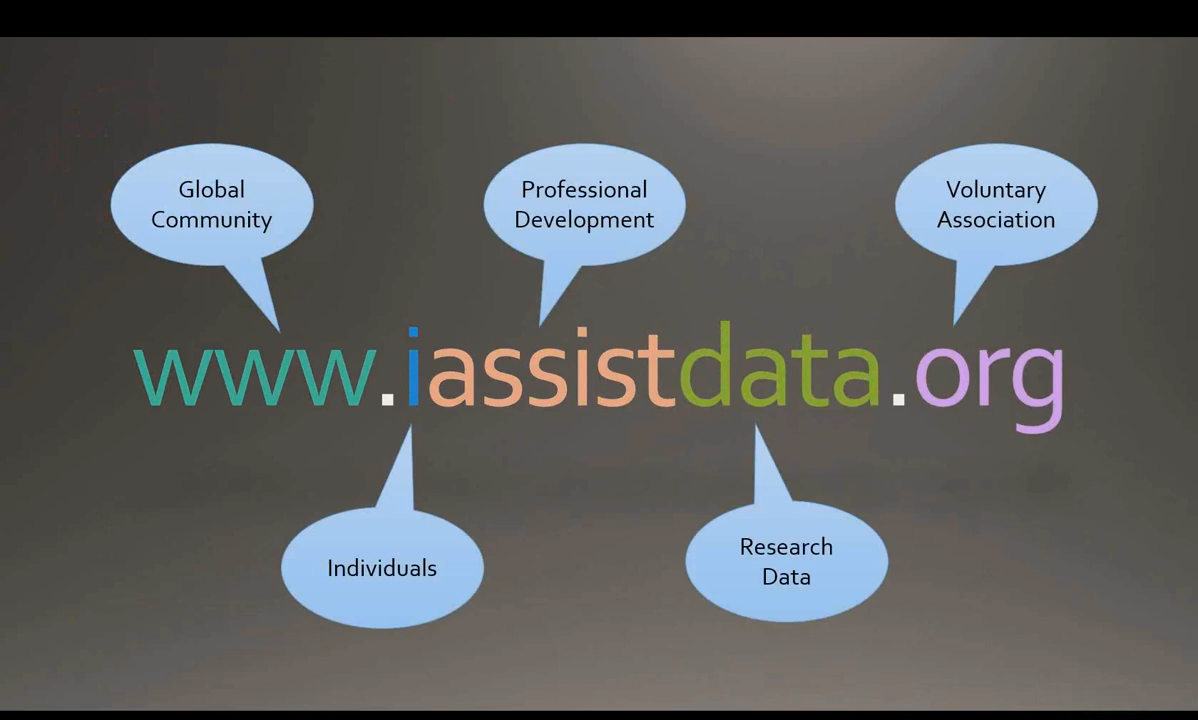 Global
Community
Professional
Development
Voluntary
Association
www.iassistdata.org
Individuals
Research
Data